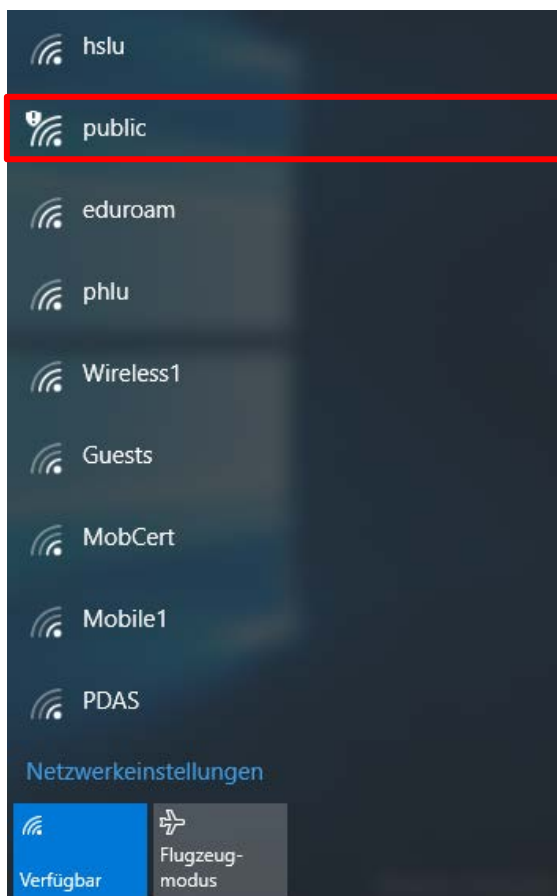 hslu
public
eduroam
phlu
Wireless1
Guests
MobCert
Mobile1
PDAS
Netzwerkeinstellungen
Verfügbar
Flugzeug-
modus